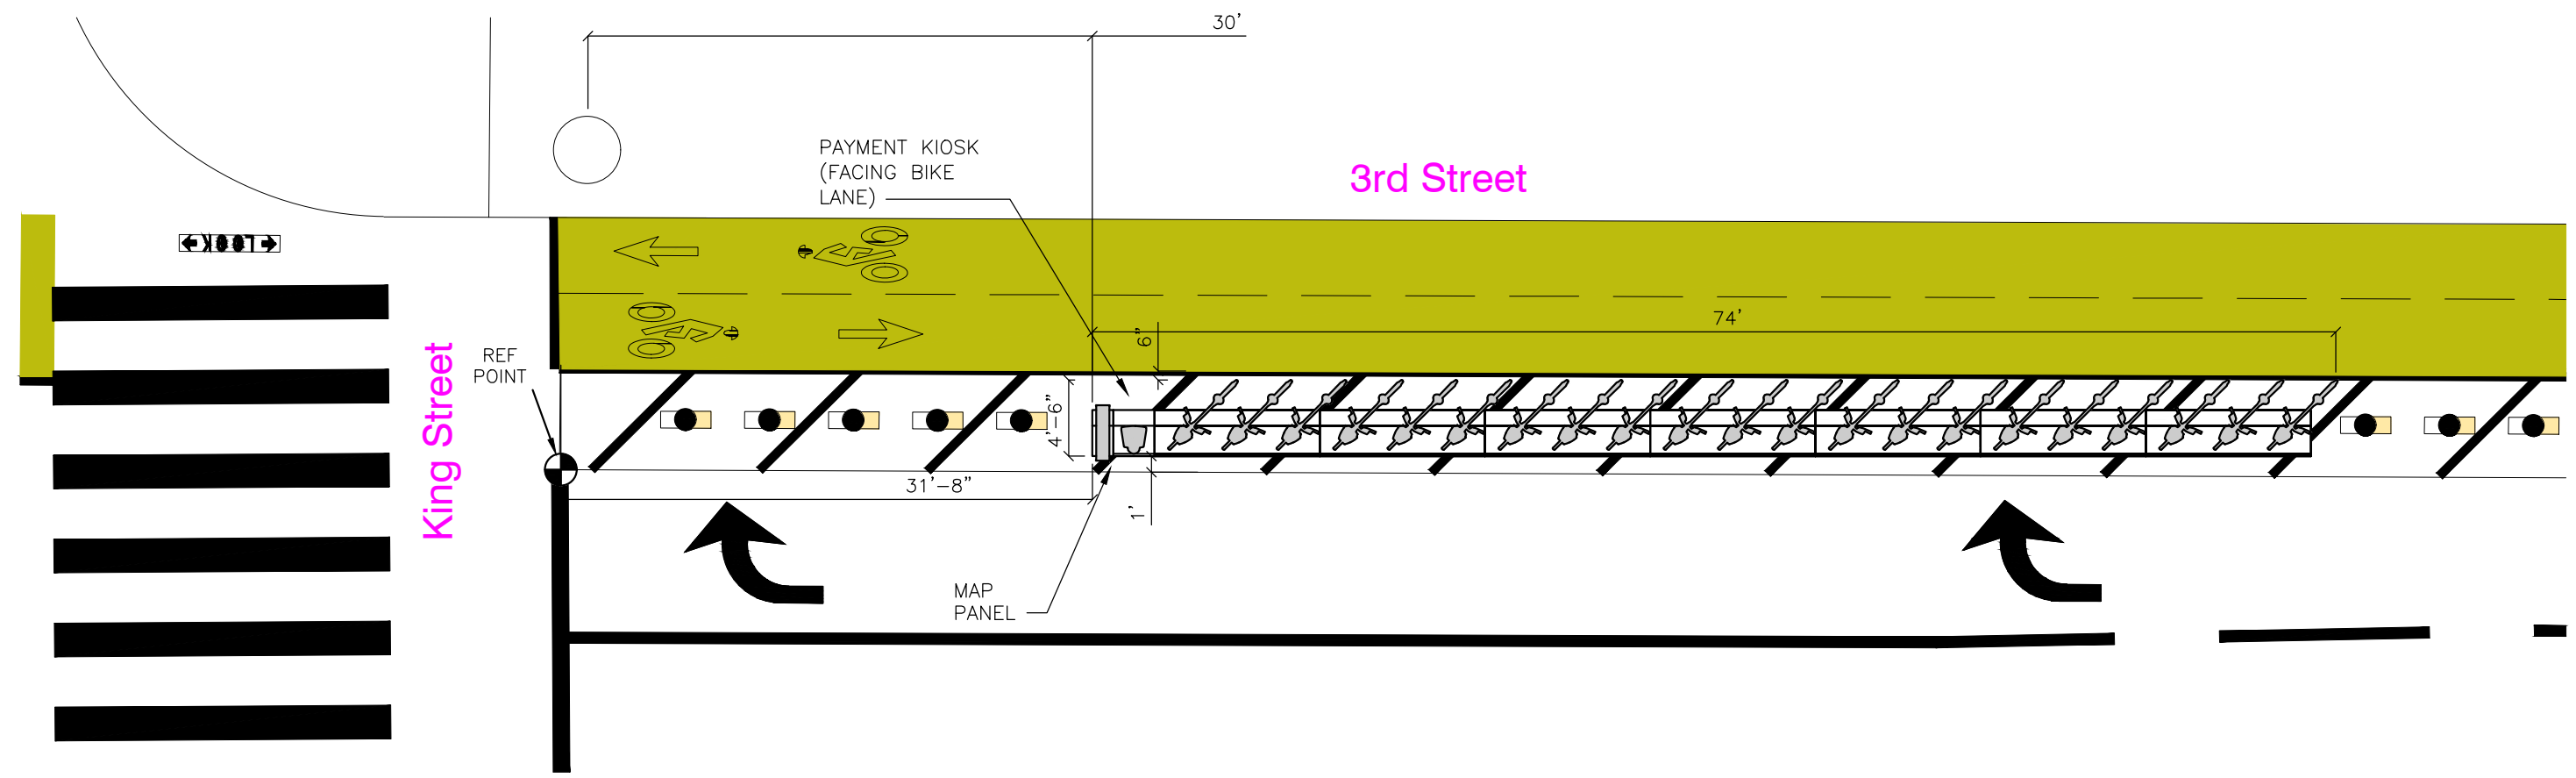 30'
PAYMENT KIOSK
(FACING BIKE
LANE)
3rd Street
LOOK
74'
6"
King Street
REF
POINT
4'-6"
31'-8"
1'
MAP
PANEL